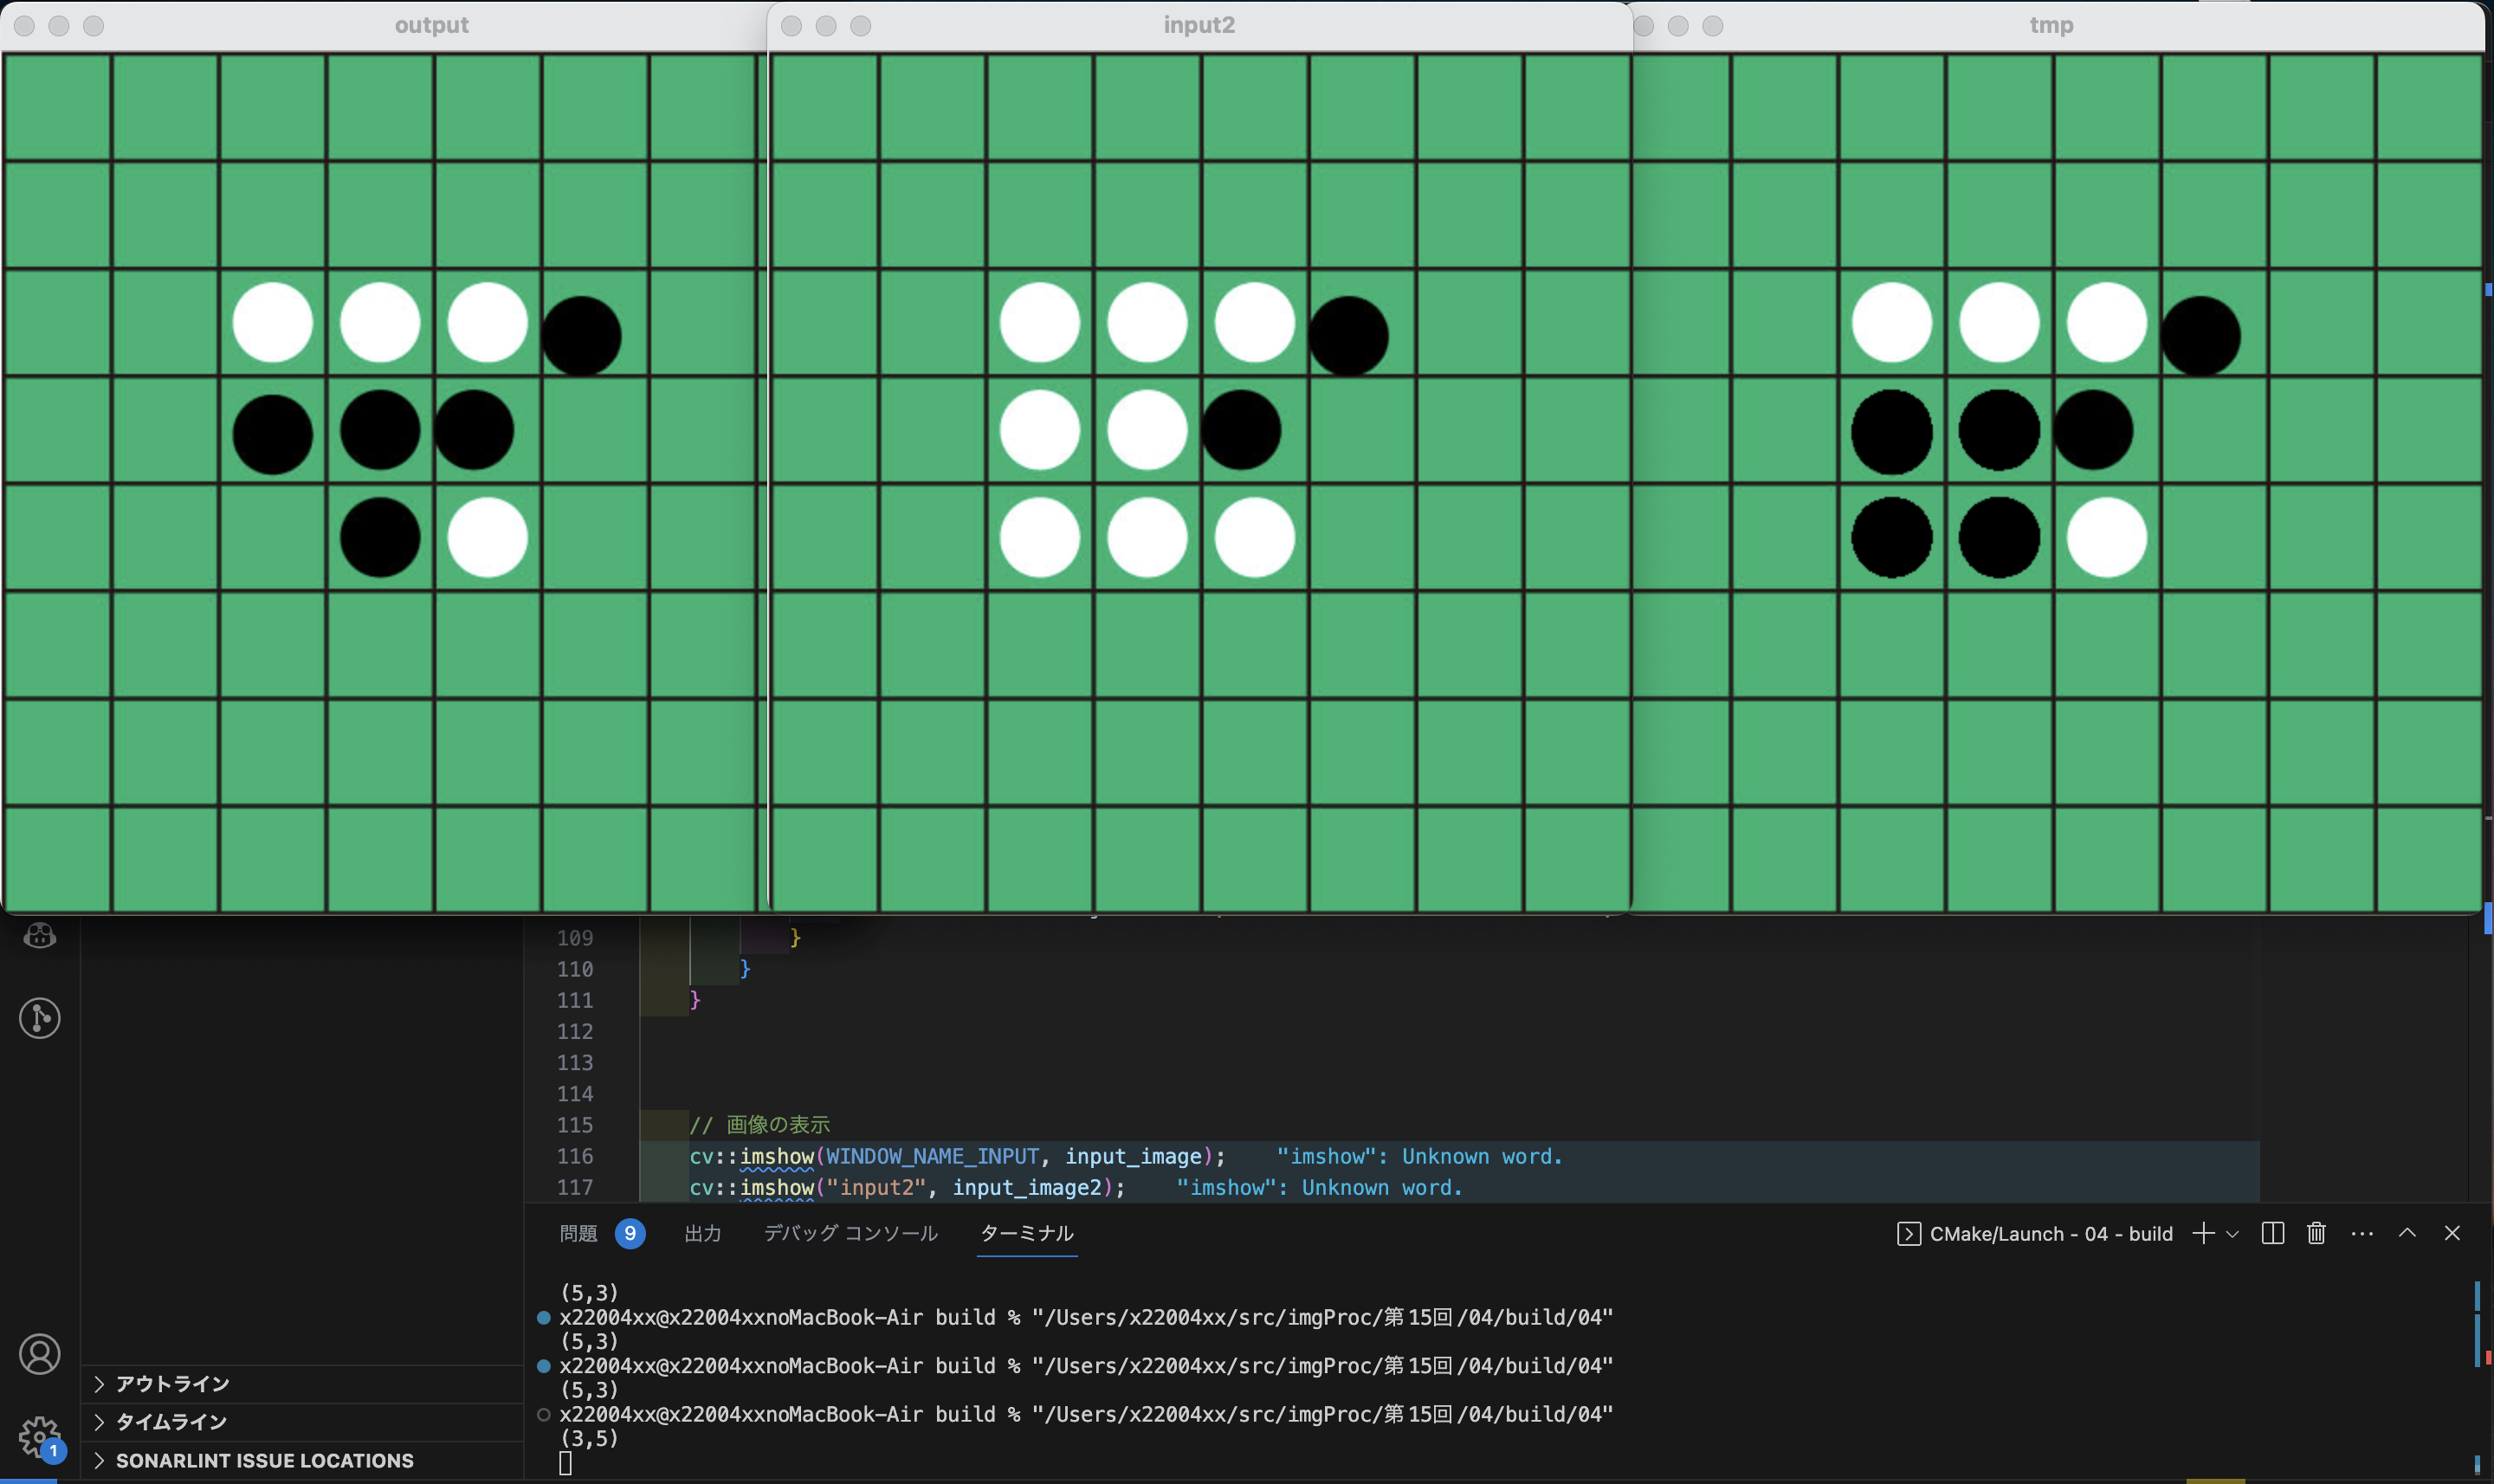 output
input2
tmp
109 }
110 }
111 }
112
113
114
115 // 画像の表示
116 cv::imshow(WINDOW_NAME_INPUT, input_image); "imshow": Unknown word.
117 cv::imshow("input2", input_image2); "imshow": Unknown word.
問題 9 出力 デバッグ コンソール ターミナル
CMake/Launch - 04 - build
(5,3)
x22004xx@x22004xxnoMacBook-Air build % "/Users/x22004xx/src/imgProc/第15回/04/build/04"
(5,3)
x22004xx@x22004xxnoMacBook-Air build % "/Users/x22004xx/src/imgProc/第15回/04/build/04"
(5,3)
x22004xx@x22004xxnoMacBook-Air build % "/Users/x22004xx/src/imgProc/第15回/04/build/04"
(3,5)
アウトライン
タイムライン
1
SONARLINT ISSUE LOCATIONS